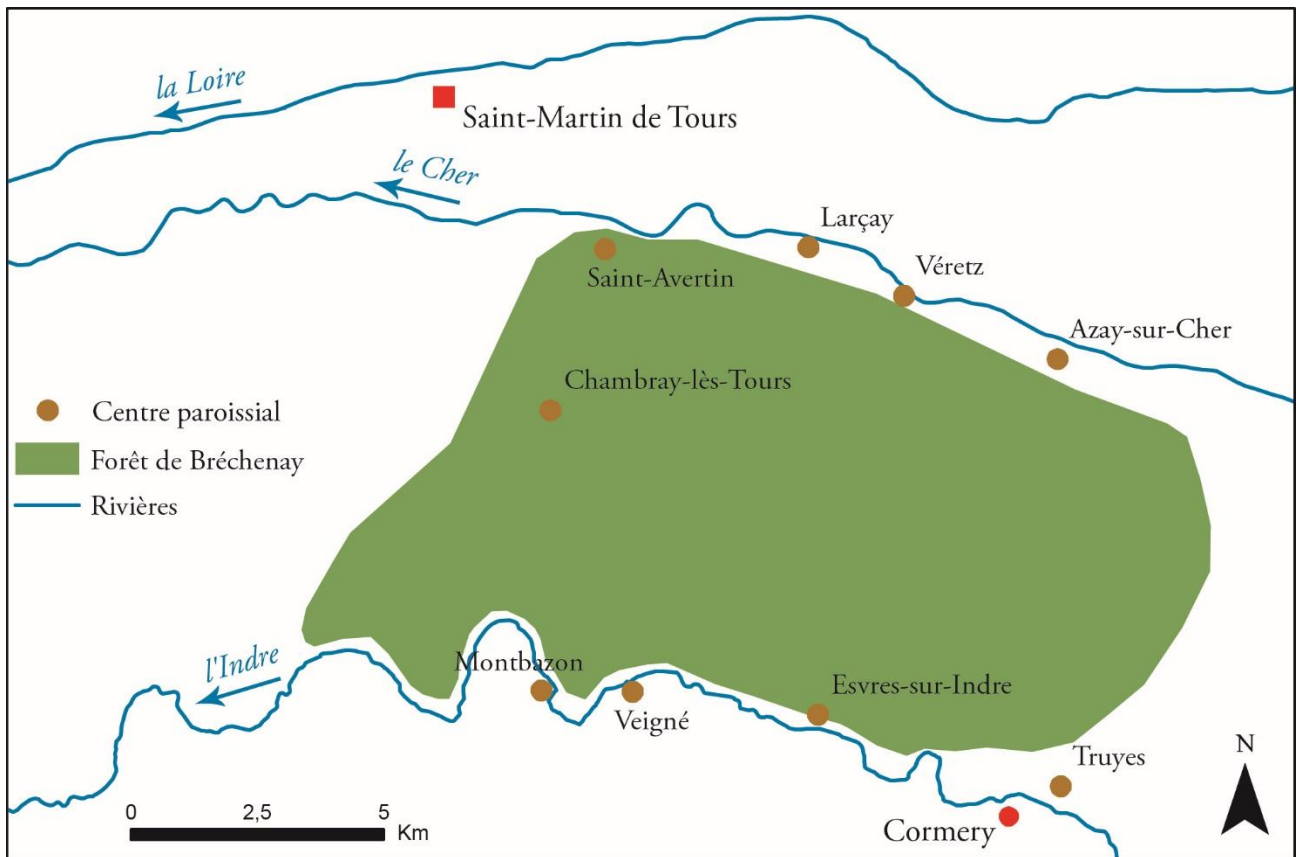 la Loire
Saint-Martin de Tours
le Cher
Larçay
Saint-Avertin
Véretz
Azay-sur-Cher
Chambray-lès-Tours
Centre paroissial
Forêt de Bréchenay
Rivières
l'Indre
Montbazon
Veigné
Esvres-sur-Indre
Truyes
N
0 2,5 5
Km
Cormery